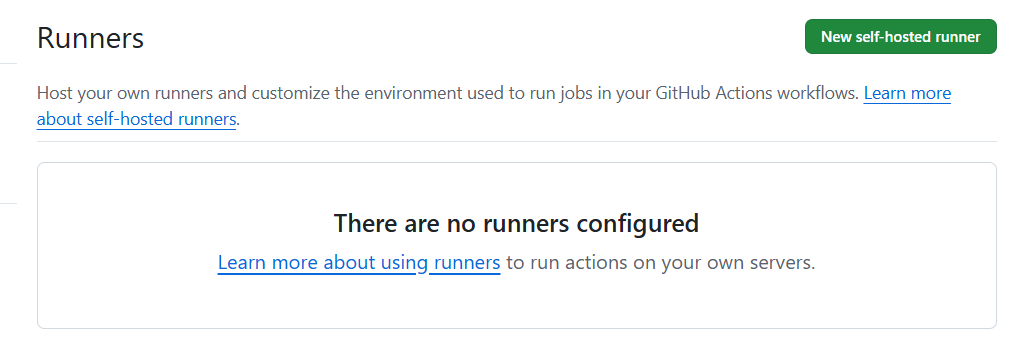 Runners
New self-hosted runner
Host your own runners and customize the environment used to run jobs in your GitHub Actions workflows. Learn more
about self-hosted runners.
There are no runners configured
Learn more about using runners to run actions on your own servers.